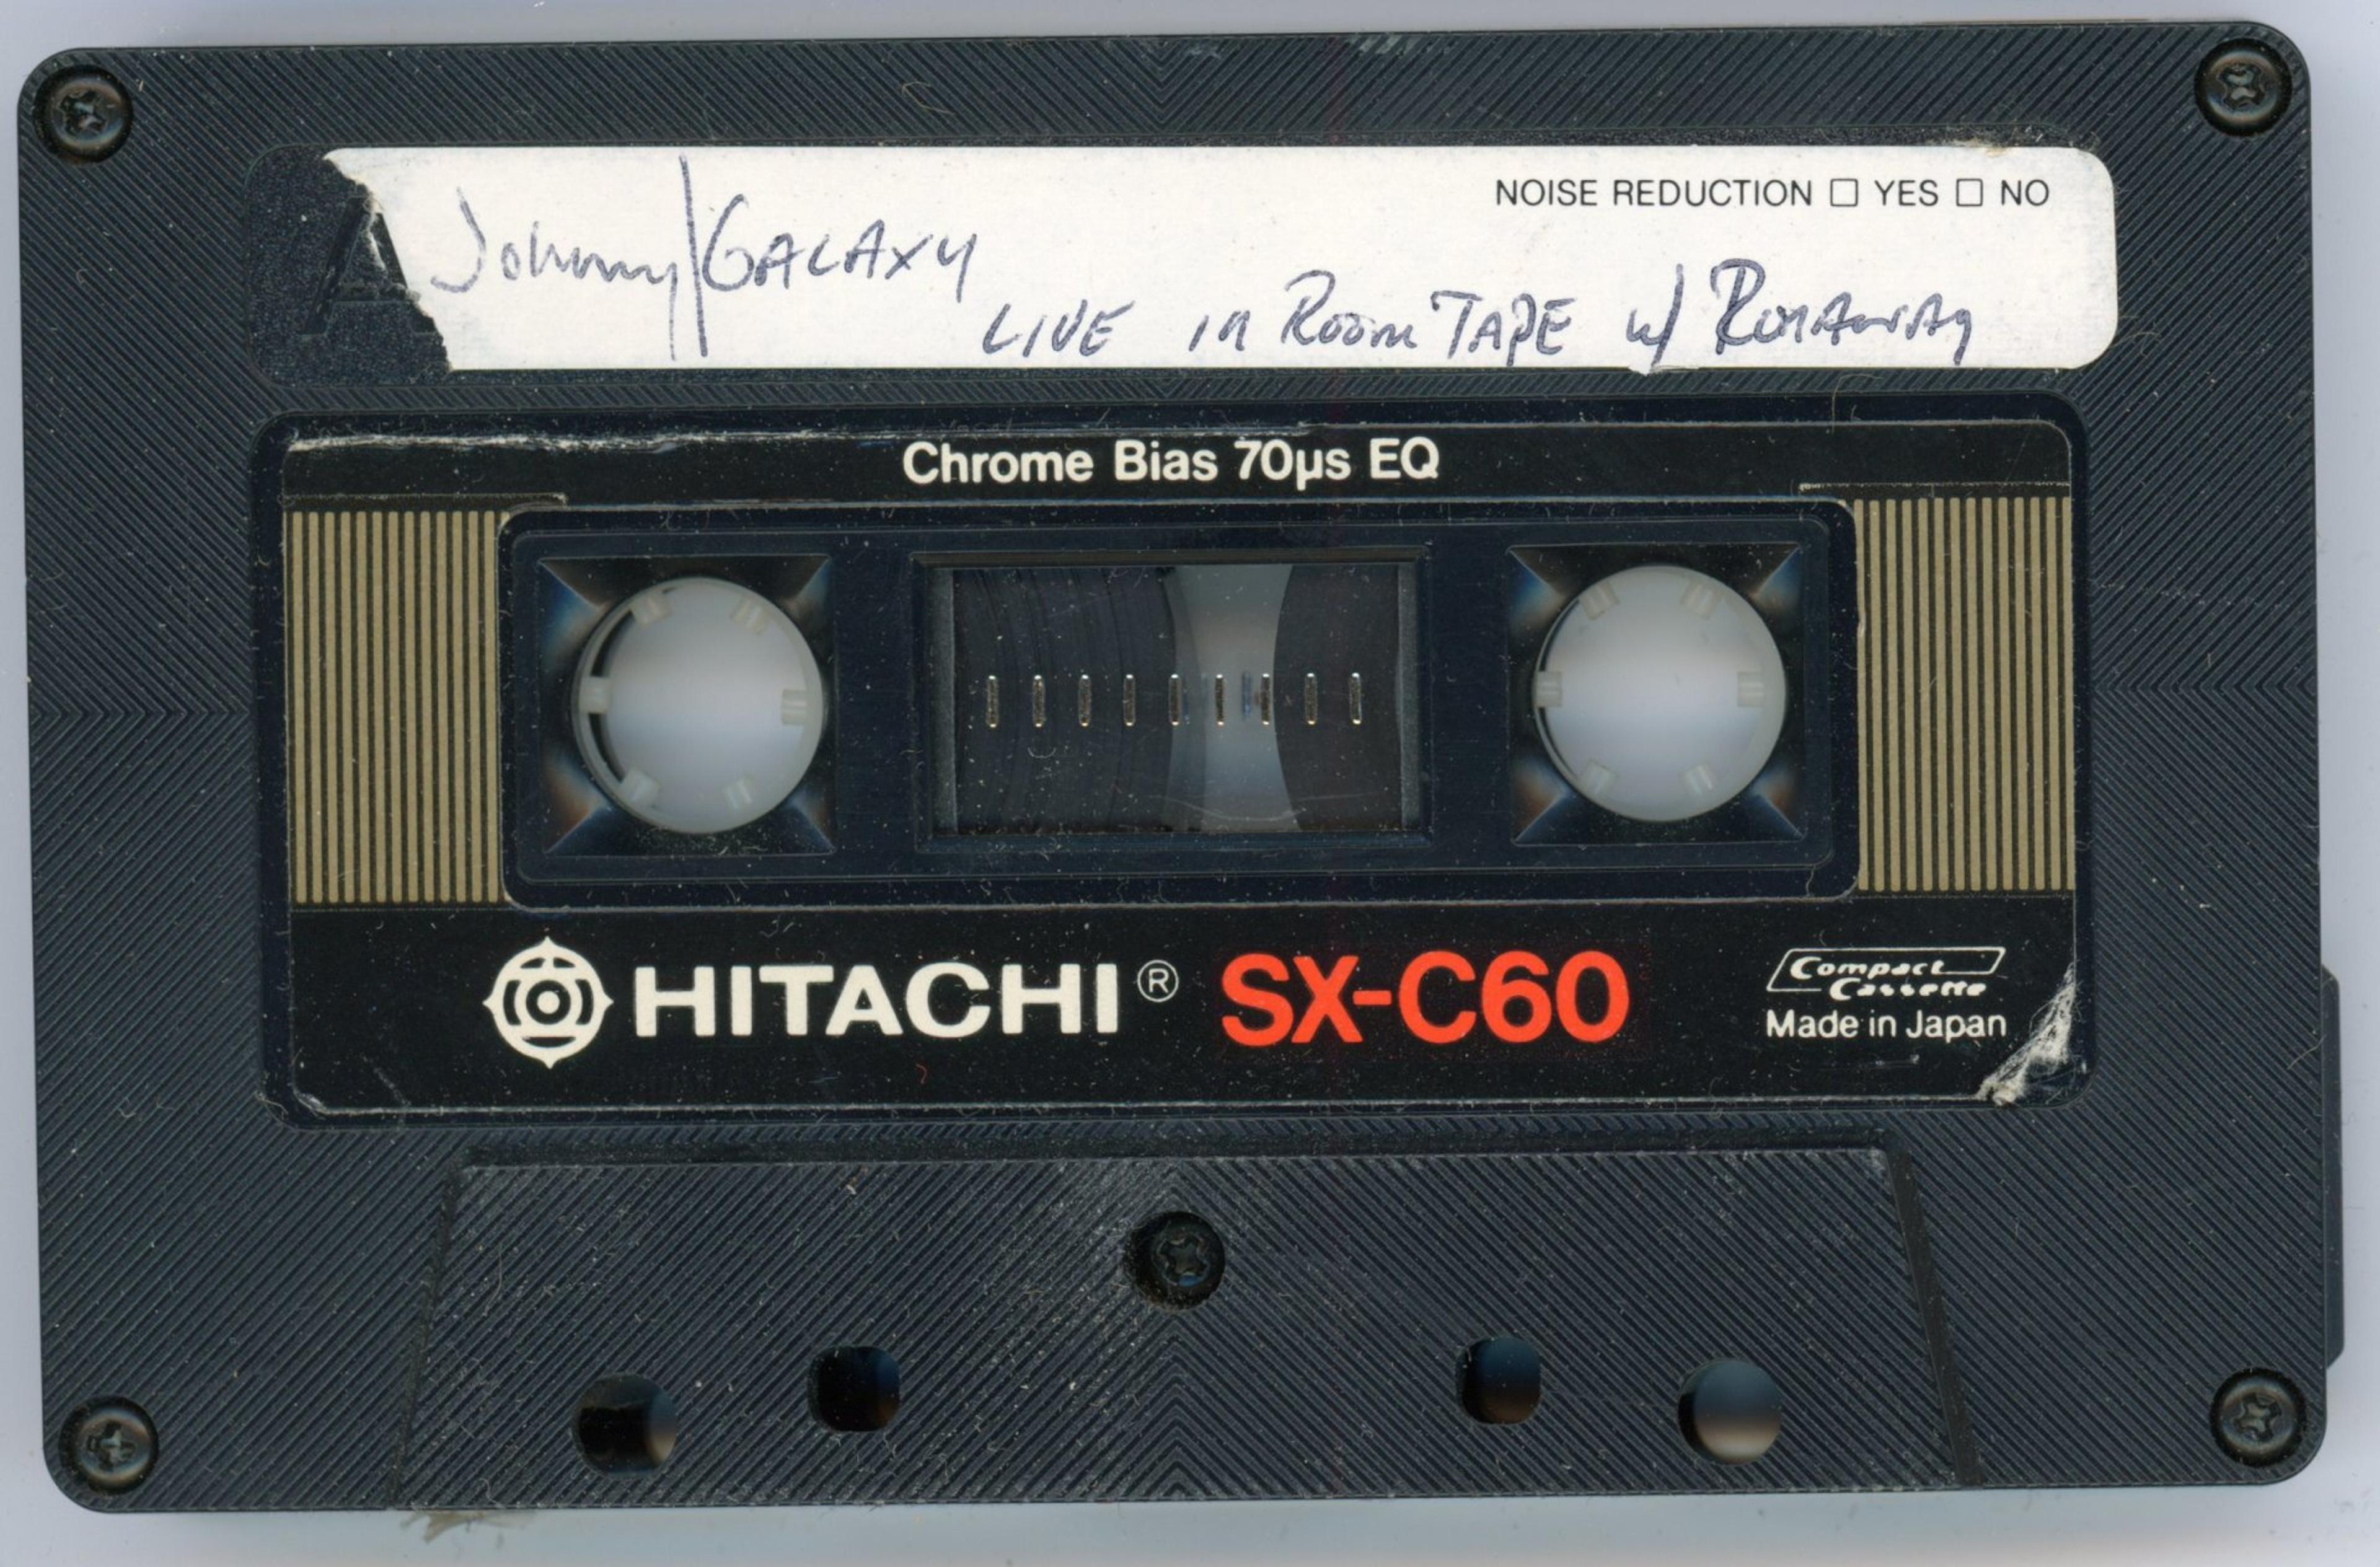 A
NOISE REDUCTION ☐ YES ☐ NO
Johnny/GALAXY
LIVE in Room TAPE w/ RUNAWAY
Chrome Bias 70µs EQ
HITACHI® SX-C60
Compact
Cassette
Made in Japan